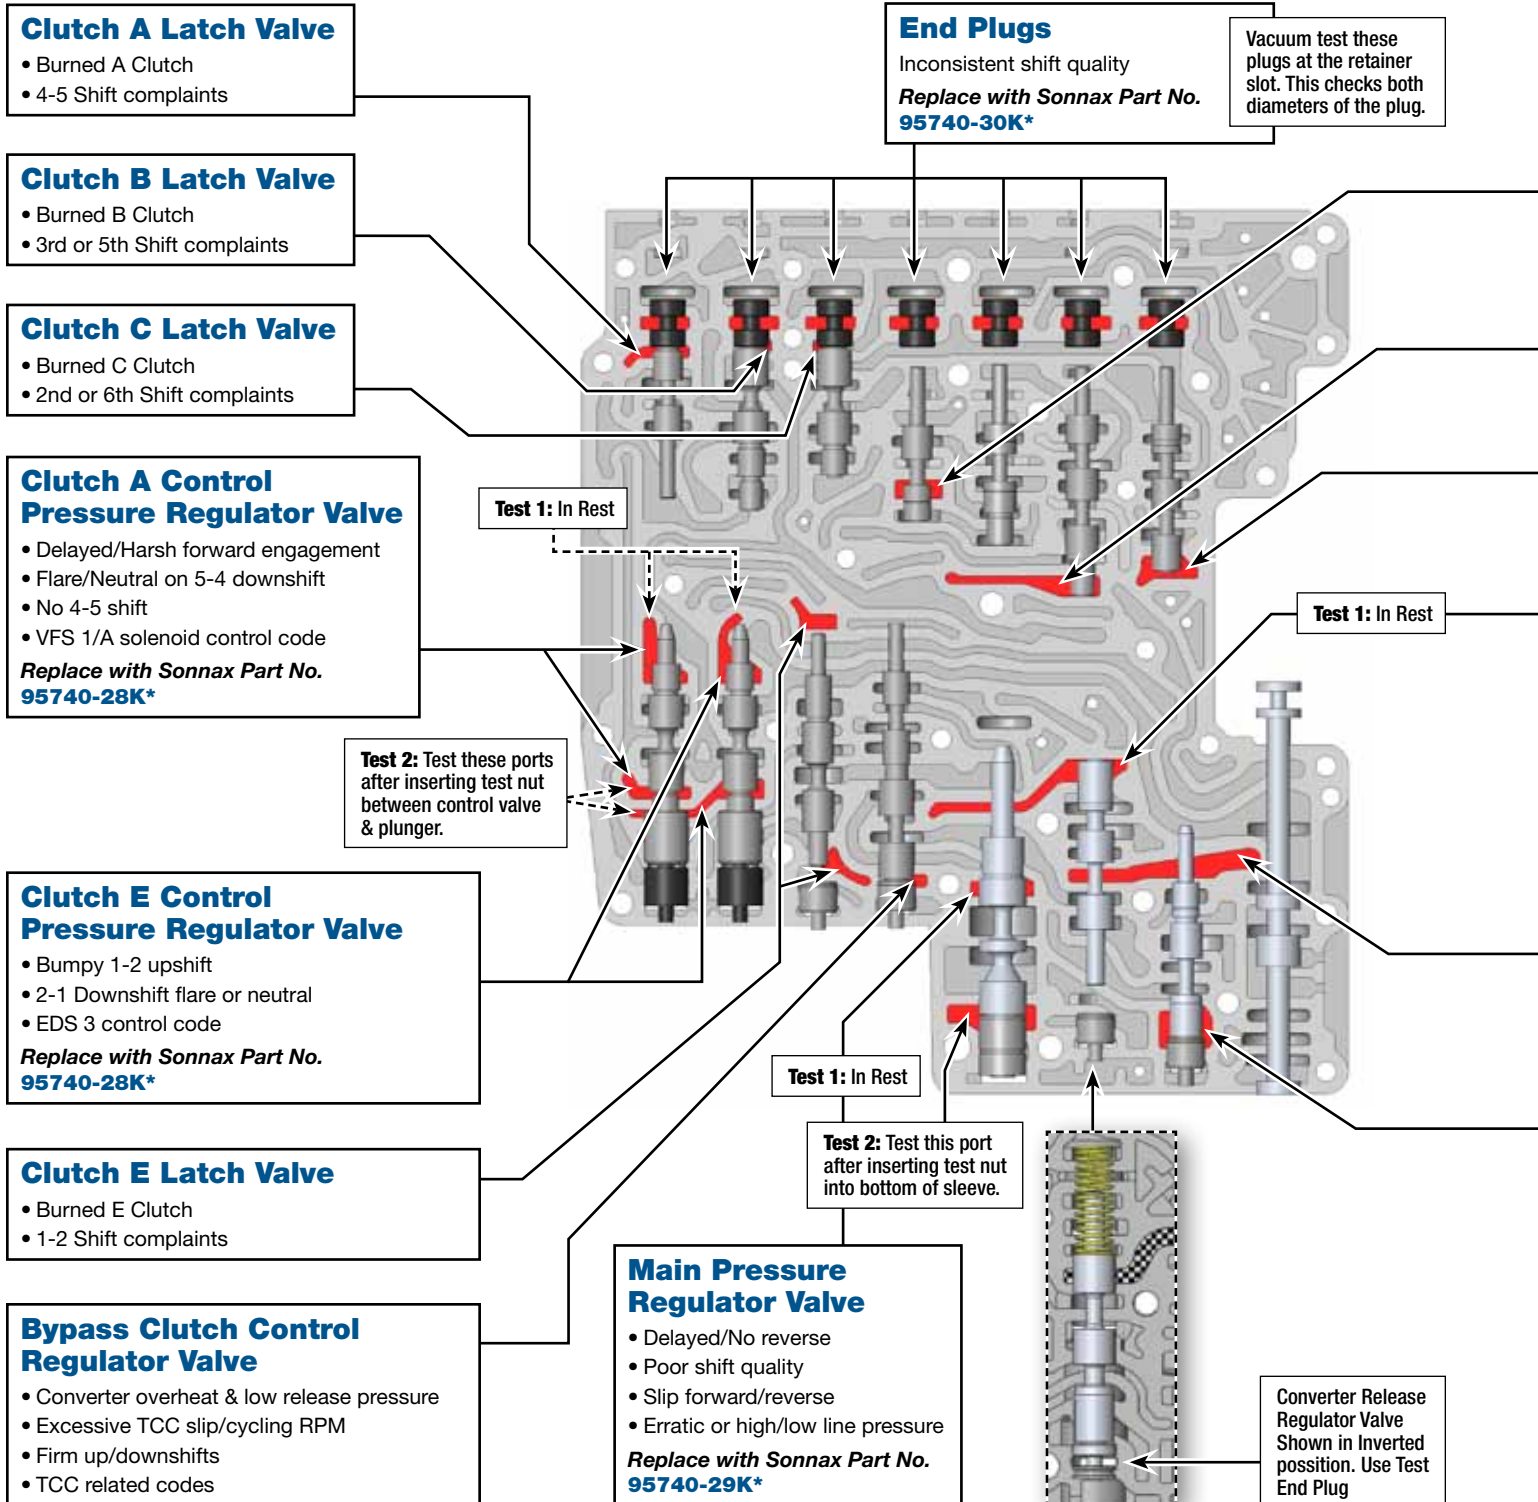 Clutch A Latch Valve
• Burned A Clutch
• 4-5 Shift complaints
End Plugs
Inconsistent shift quality
Replace with Sonnax Part No.
95740-30K*
Vacuum test these
plugs at the retainer
slot. This checks both
diameters of the plug.
Clutch B Latch Valve
• Burned B Clutch
• 3rd or 5th Shift complaints
Clutch C Latch Valve
• Burned C Clutch
• 2nd or 6th Shift complaints
Clutch A Control
Pressure Regulator Valve
• Delayed/Harsh forward engagement
• Flare/Neutral on 5-4 downshift
• No 4-5 shift
• VFS 1/A solenoid control code
Replace with Sonnax Part No.
95740-28K*
Test 1: In Rest
Test 1: In Rest
Test 2: Test these ports
after inserting test nut
between control valve
& plunger.
Clutch E Control
Pressure Regulator Valve
• Bumpy 1-2 upshift
• 2-1 Downshift flare or neutral
• EDS 3 control code
Replace with Sonnax Part No.
95740-28K*
Test 1: In Rest
Test 2: Test this port
after inserting test nut
into bottom of sleeve.
Clutch E Latch Valve
• Burned E Clutch
• 1-2 Shift complaints
Bypass Clutch Control
Regulator Valve
• Converter overheat & low release pressure
• Excessive TCC slip/cycling RPM
• Firm up/downshifts
• TCC related codes
Main Pressure
Regulator Valve
• Delayed/No reverse
• Poor shift quality
• Slip forward/reverse
• Erratic or high/low line pressure
Replace with Sonnax Part No.
95740-29K*
Converter Release
Regulator Valve
Shown in Inverted
possition. Use Test
End Plug